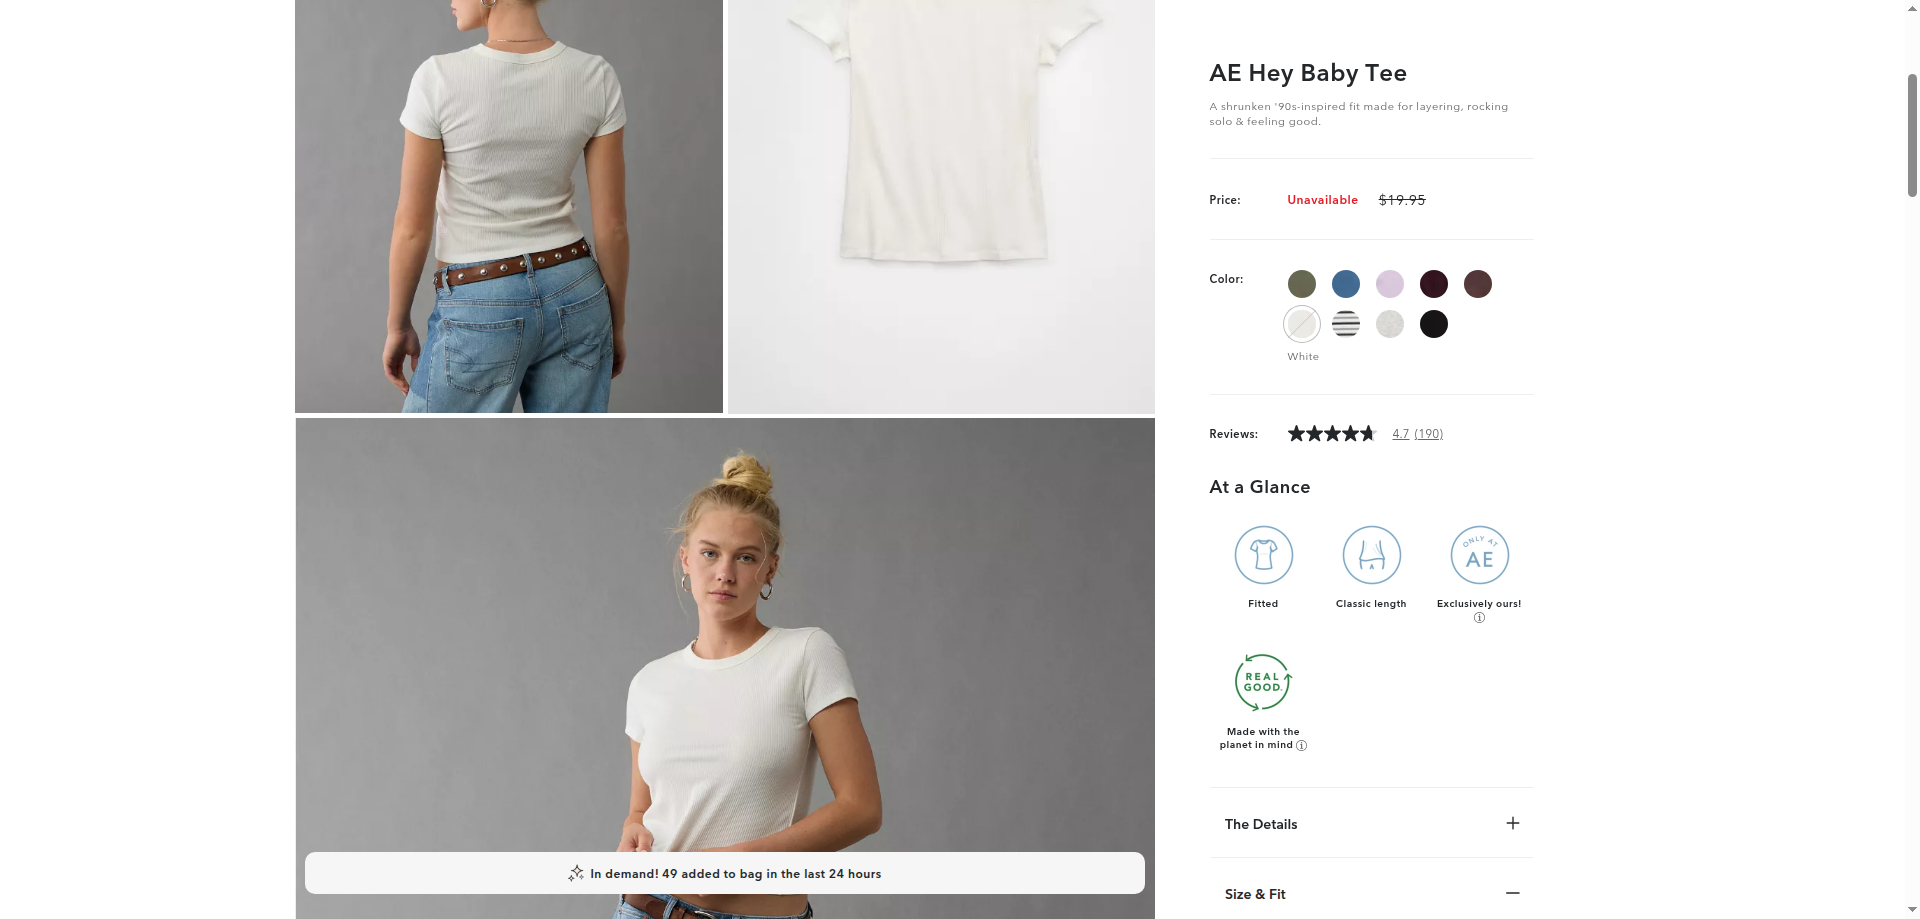 AE Hey Baby Tee
A shrunken '90s-inspired fit made for layering, rocking
solo & feeling good.
Price: Unavailable $19.95
Color:
White
Reviews: 4.7 (190)
At a Glance
ONLY AT
AE
Fitted
Classic length
Exclusively ours!
REAL
GOOD.
Made with the
planet in mind
The Details
Size & Fit
In demand! 49 added to bag in the last 24 hours